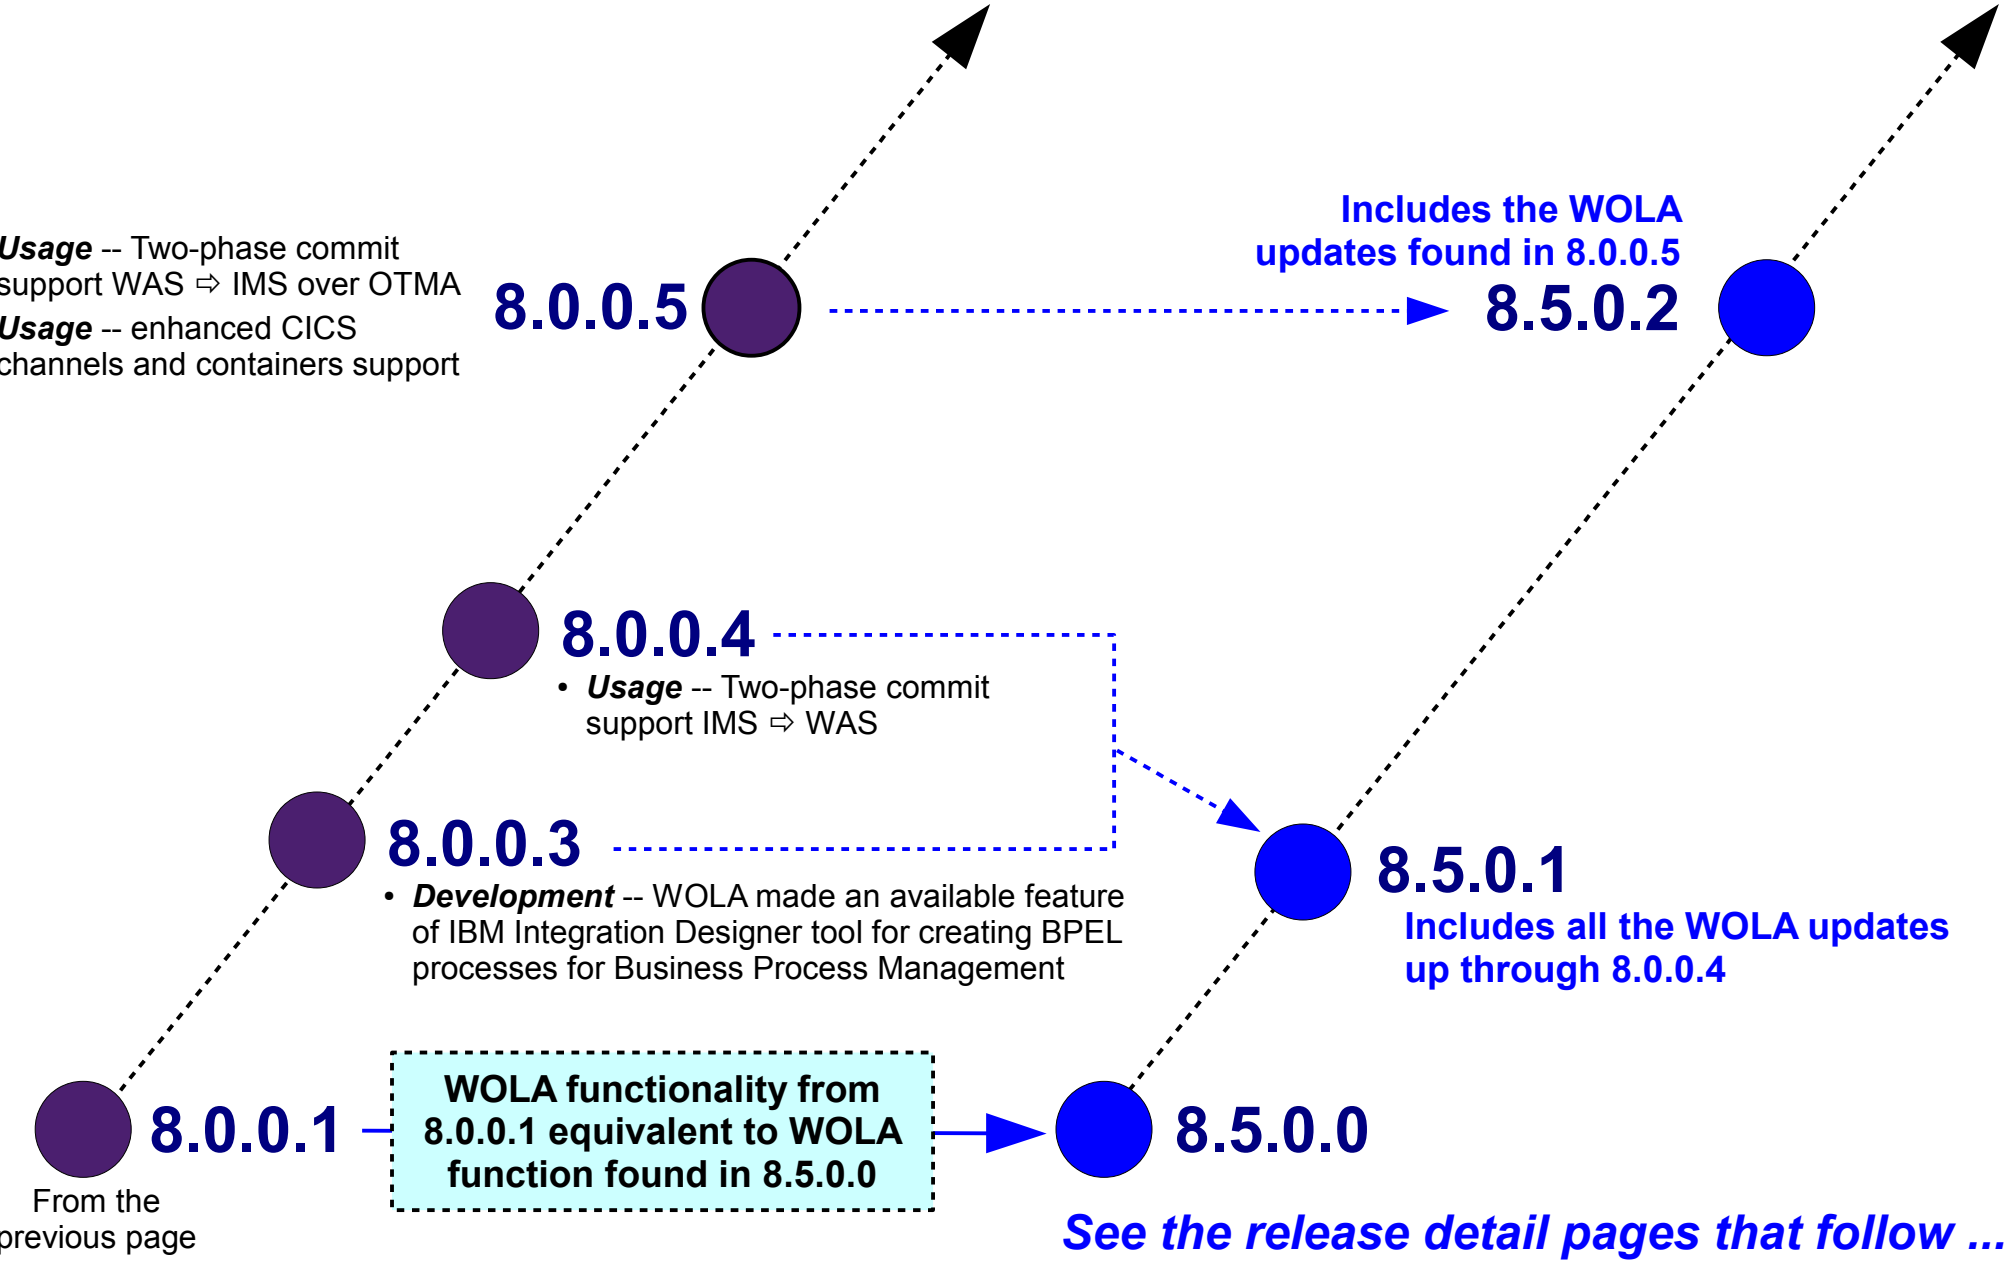 Includes the WOLA
updates found in 8.0.0.5
8.5.0.2
Usage -- Two-phase commit
support WAS ⇨ IMS over OTMA
Usage -- enhanced CICS
channels and containers support
8.0.0.5
8.0.0.4
• Usage -- Two-phase commit
support IMS ⇨ WAS
8.0.0.3
• Development -- WOLA made an available feature
of IBM Integration Designer tool for creating BPEL
processes for Business Process Management
8.5.0.1
Includes all the WOLA updates
up through 8.0.0.4
8.0.0.1
From the
previous page
WOLA functionality from
8.0.0.1 equivalent to WOLA
function found in 8.5.0.0
8.5.0.0
See the release detail pages that follow ...